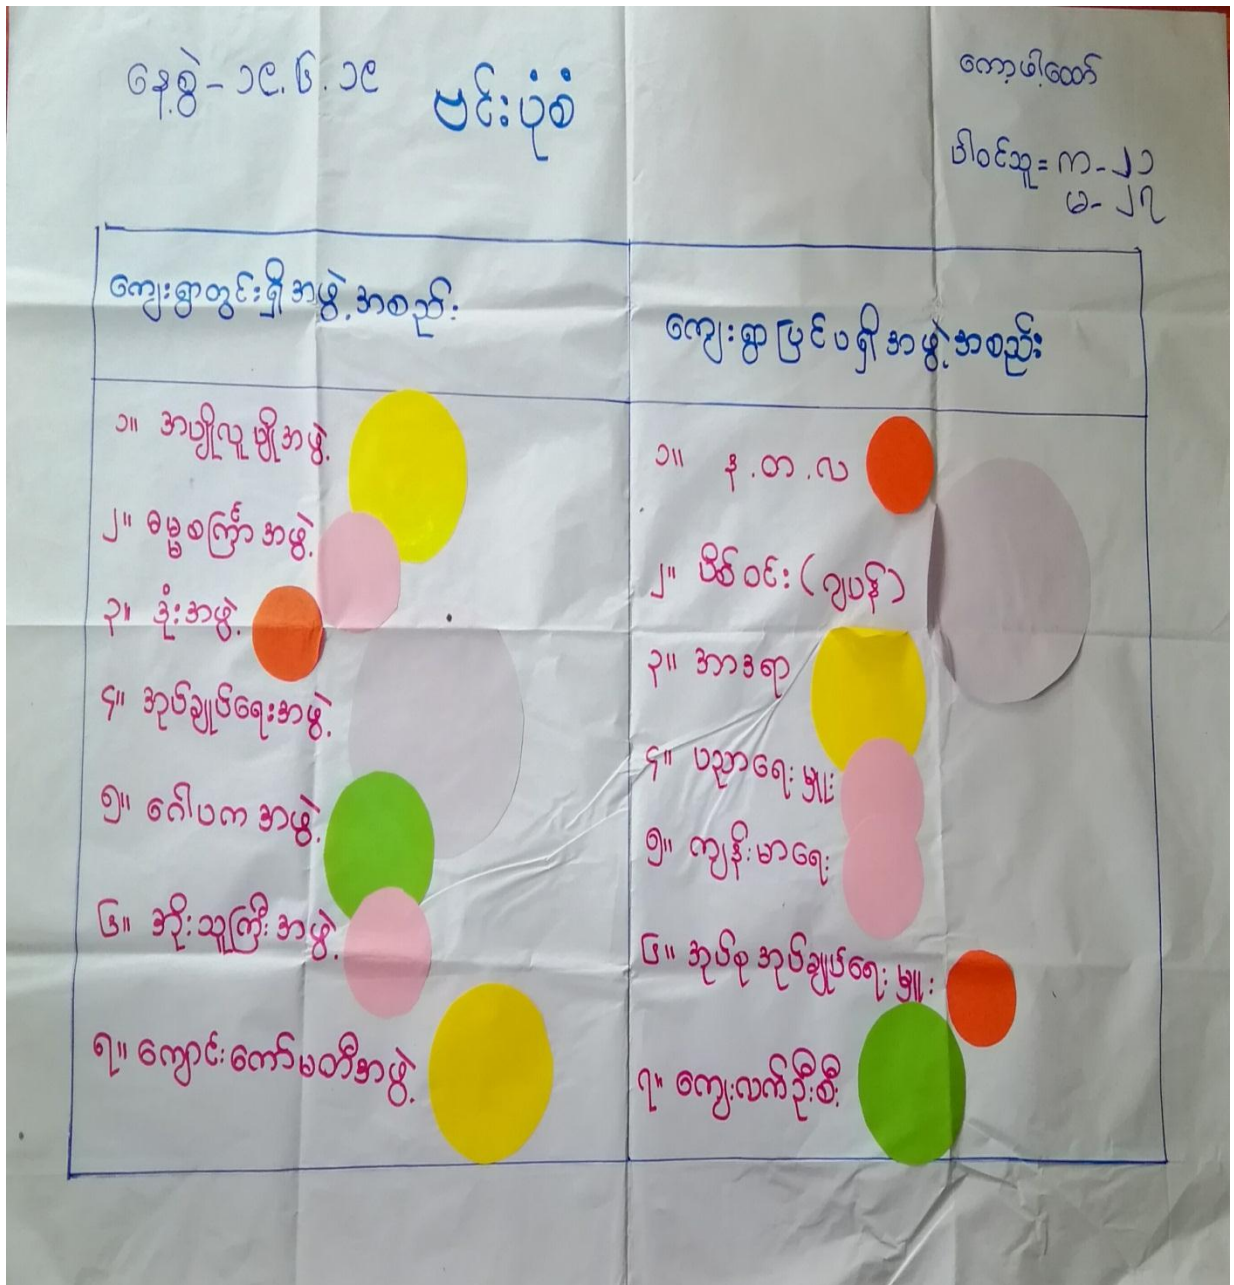 နေ့စွဲ - ၁၉.၆.၁၉
ဗင်းပုံစံ
ကော့ဖါ့ထော်
ပါဝင်သူ = ကျ - ၂၁
မ - ၂၇
ကျေးရွာတွင်းရှိအဖွဲ့အစည်း
၁။ အပျိုလူပျိုအဖွဲ့
၂။ ဓမ္မစင်္ကြာအဖွဲ့
၃။ ဒုံးအဖွဲ့
၄။ အုပ်ချုပ်ရေးအဖွဲ့
၅။ ဂေါပကအဖွဲ့
၆။ အိုးသူကြီးအဖွဲ့
၇။ ကျောင်းကော်မတီအဖွဲ့
ကျေးရွာပြင်ပရှိအဖွဲ့အစည်း
၁။ န.တ.လ
၂။ ပိစ်ဝင်း (ဂျပန်)
၃။ အာဒရာ
၄။ ပညာရေးမှူး
၅။ ကျန်းမာရေး
၆။ အုပ်စုအုပ်ချုပ်ရေးမှူး
၇။ ကျေးလက်ဦးစီး